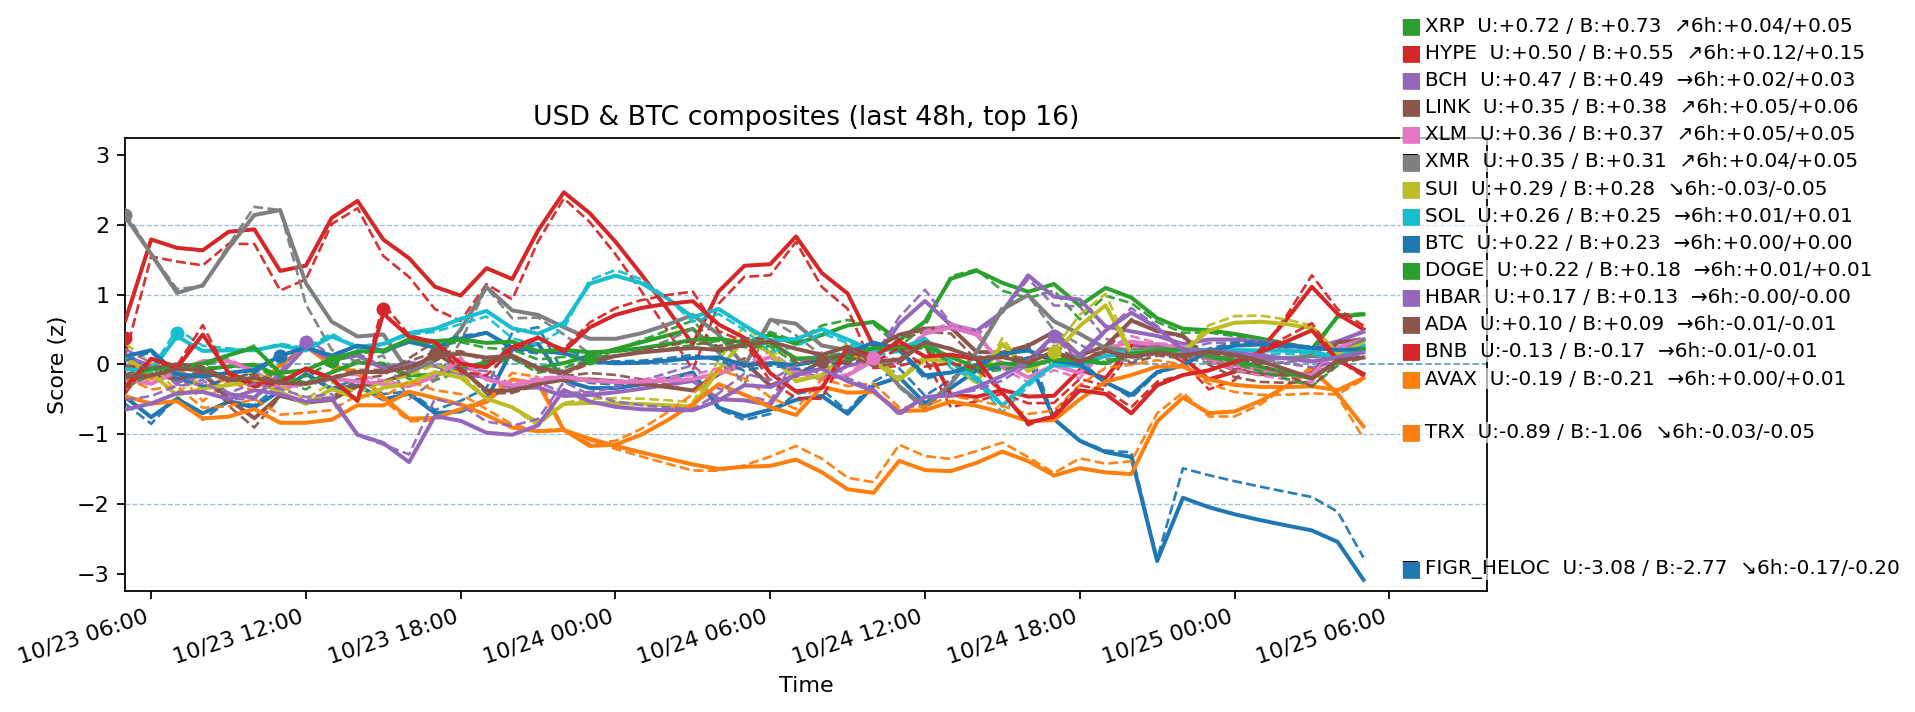 USD & BTC composites (last 48h, top 16)
XRP U:+0.72 / B:+0.73 ↗6h:+0.04/+0.05
HYPE U:+0.50 / B:+0.55 ↗6h:+0.12/+0.15
BCH U:+0.47 / B:+0.49 →6h:+0.02/+0.03
LINK U:+0.35 / B:+0.38 ↗6h:+0.05/+0.06
XLM U:+0.36 / B:+0.37 ↗6h:+0.05/+0.05
XMR U:+0.35 / B:+0.31 ↗6h:+0.04/+0.05
SUI U:+0.29 / B:+0.28 ↘6h:-0.03/-0.05
SOL U:+0.26 / B:+0.25 →6h:+0.01/+0.01
BTC U:+0.22 / B:+0.23 →6h:+0.00/+0.00
DOGE U:+0.22 / B:+0.18 →6h:+0.01/+0.01
HBAR U:+0.17 / B:+0.13 →6h:-0.00/-0.00
ADA U:+0.10 / B:+0.09 →6h:-0.01/-0.01
BNB U:-0.13 / B:-0.17 →6h:-0.01/-0.01
AVAX U:-0.19 / B:-0.21 →6h:+0.00/+0.01
TRX U:-0.89 / B:-1.06 ↘6h:-0.03/-0.05
FIGR_HELOC U:-3.08 / B:-2.77 ↘6h:-0.17/-0.20
Score (z)
3
2
1
0
−1
−2
−3
10/23 06:00
10/23 12:00
10/23 18:00
10/24 00:00
10/24 06:00
10/24 12:00
10/24 18:00
10/25 00:00
10/25 06:00
Time